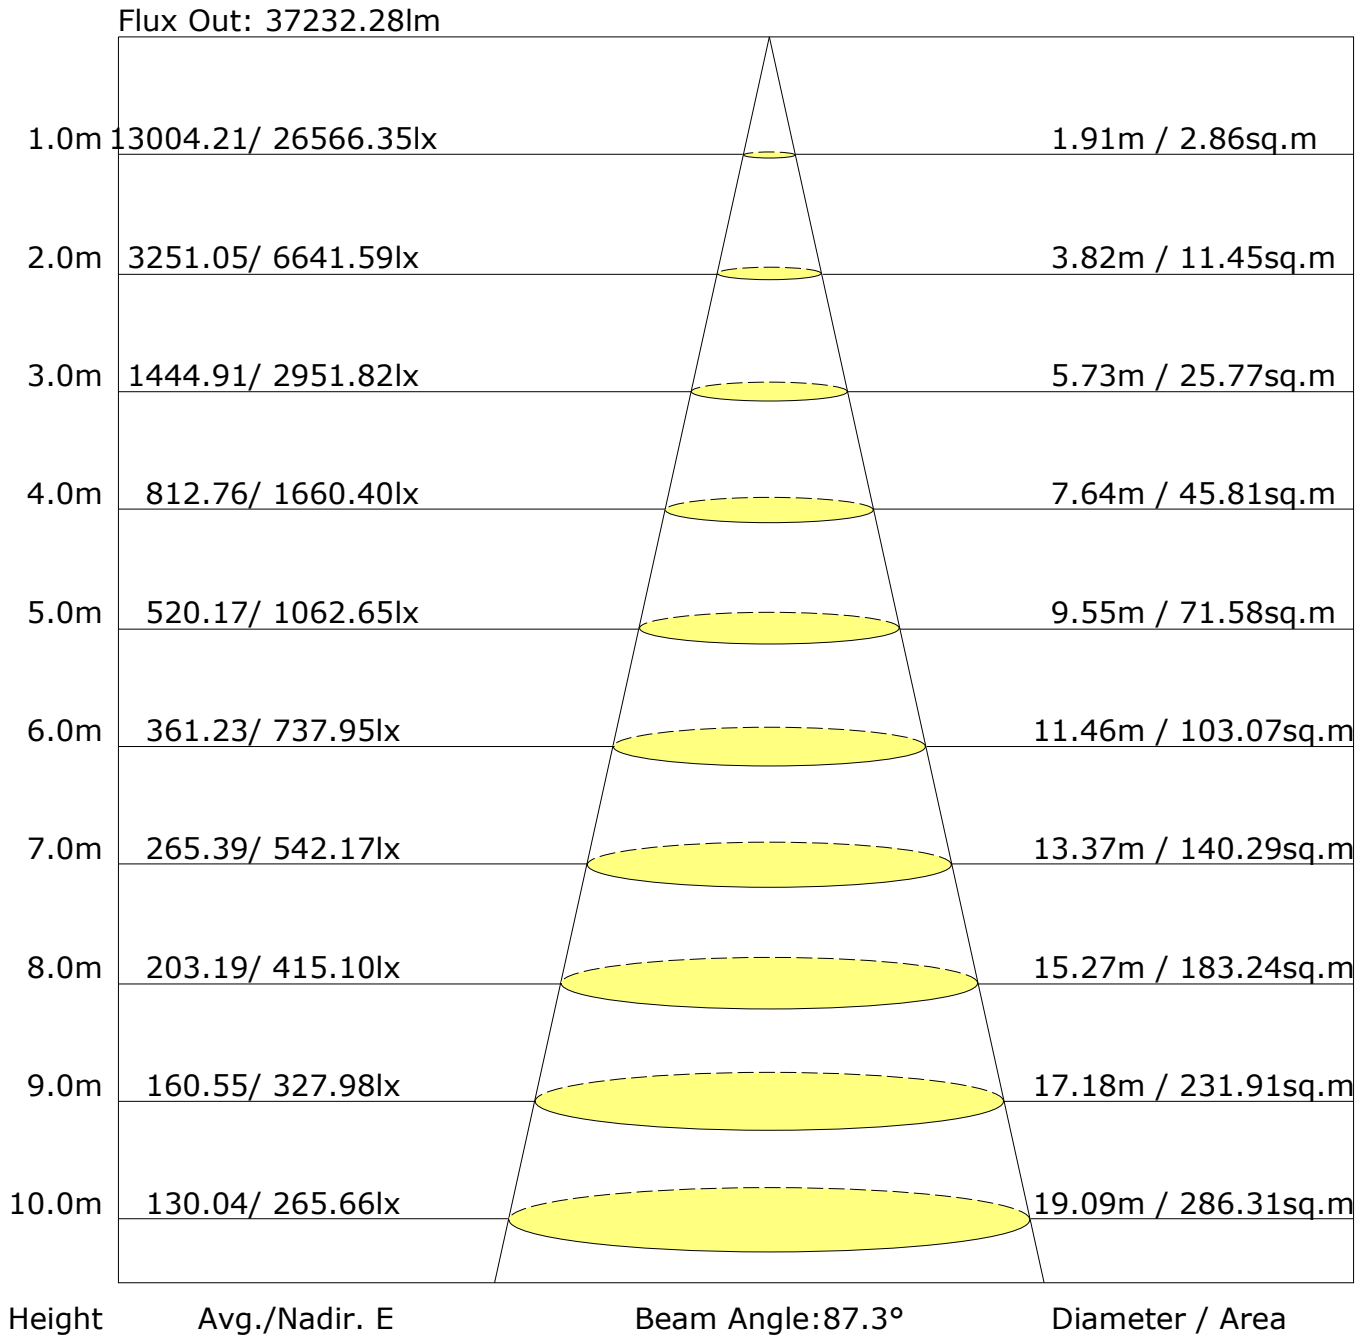 Flux Out: 37232.28lm
1.0m 13004.21/ 26566.35lx 1.91m / 2.86sq.m
2.0m 3251.05/ 6641.59lx 3.82m / 11.45sq.m
3.0m 1444.91/ 2951.82lx 5.73m / 25.77sq.m
4.0m 812.76/ 1660.40lx 7.64m / 45.81sq.m
5.0m 520.17/ 1062.65lx 9.55m / 71.58sq.m
6.0m 361.23/ 737.95lx 11.46m / 103.07sq.m
7.0m 265.39/ 542.17lx 13.37m / 140.29sq.m
8.0m 203.19/ 415.10lx 15.27m / 183.24sq.m
9.0m 160.55/ 327.98lx 17.18m / 231.91sq.m
10.0m 130.04/ 265.66lx 19.09m / 286.31sq.m
Height Avg./Nadir. E Beam Angle:87.3° Diameter / Area